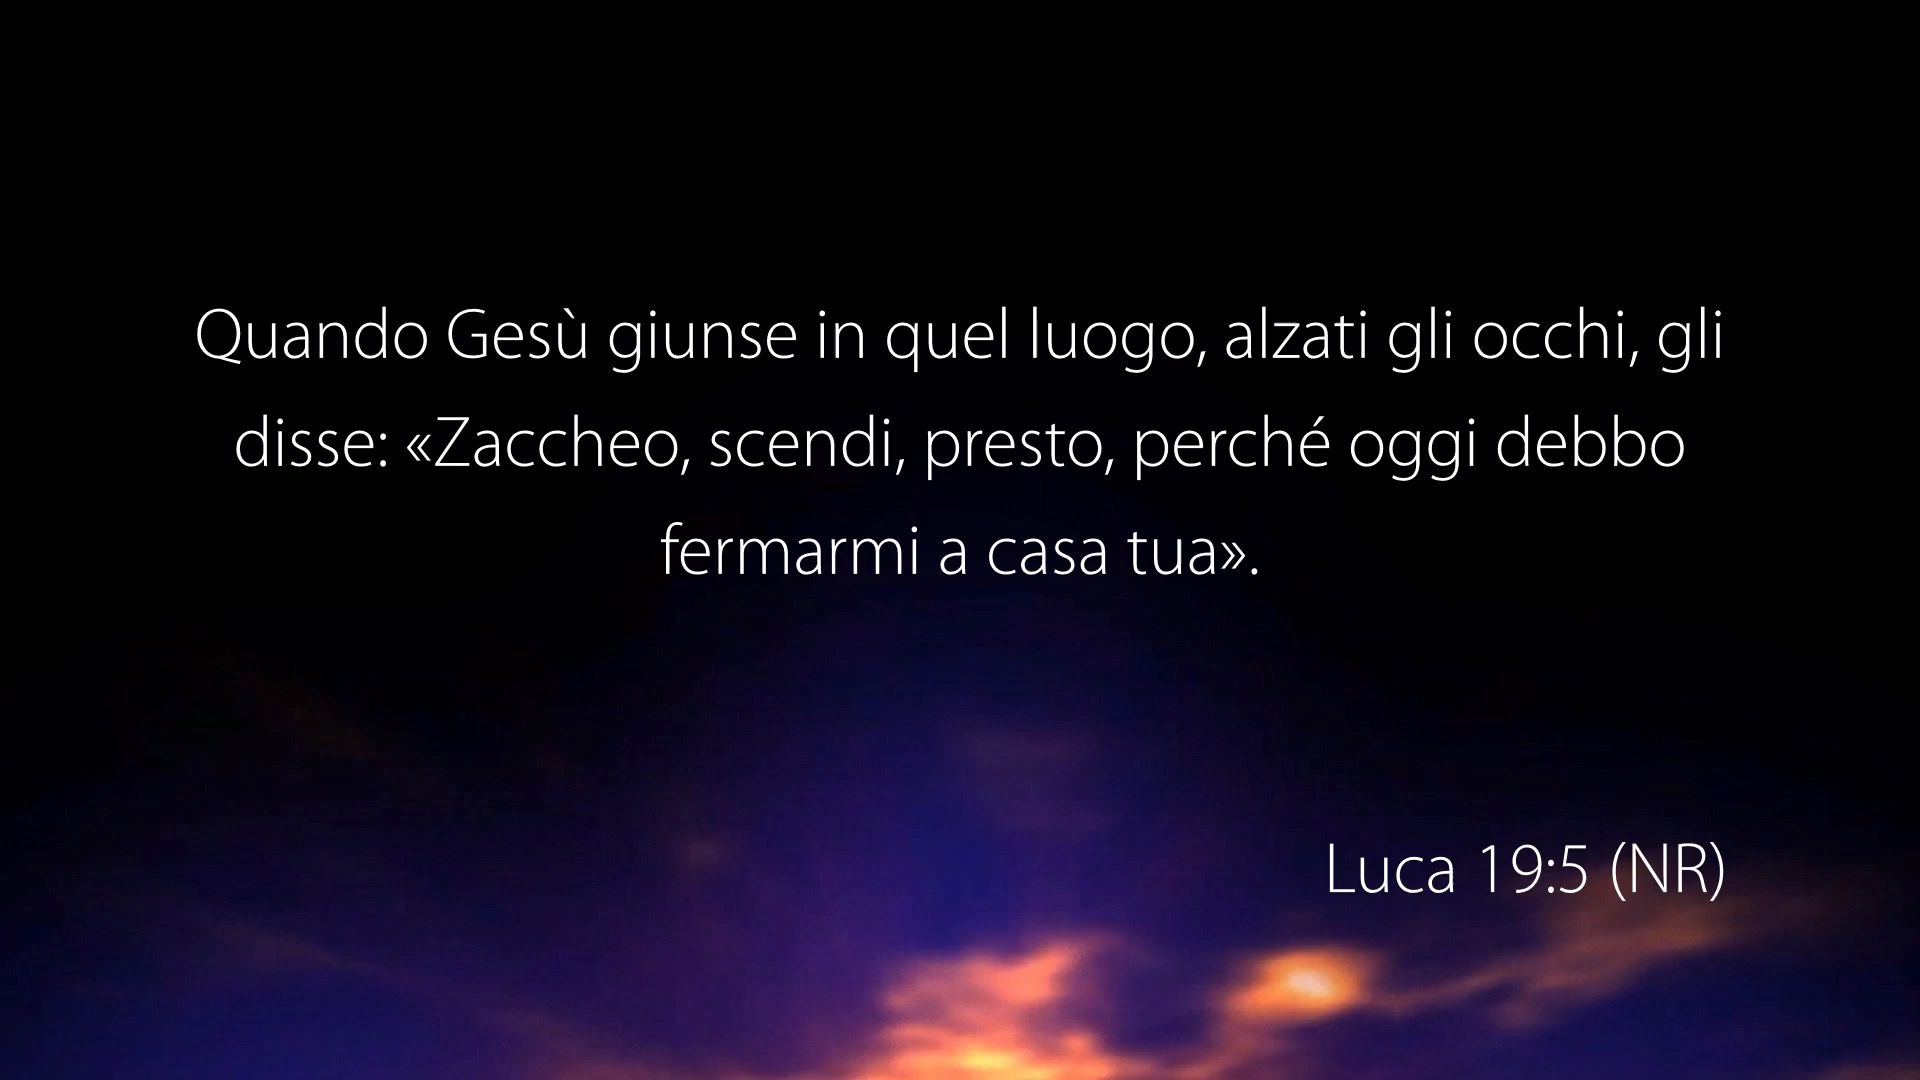 Quando Gesù giunse in quel luogo, alzati gli occhi, gli
disse: «Zaccheo, scendi, presto, perché oggi debbo
fermarmi a casa tua».
Luca 19:5 (NR)